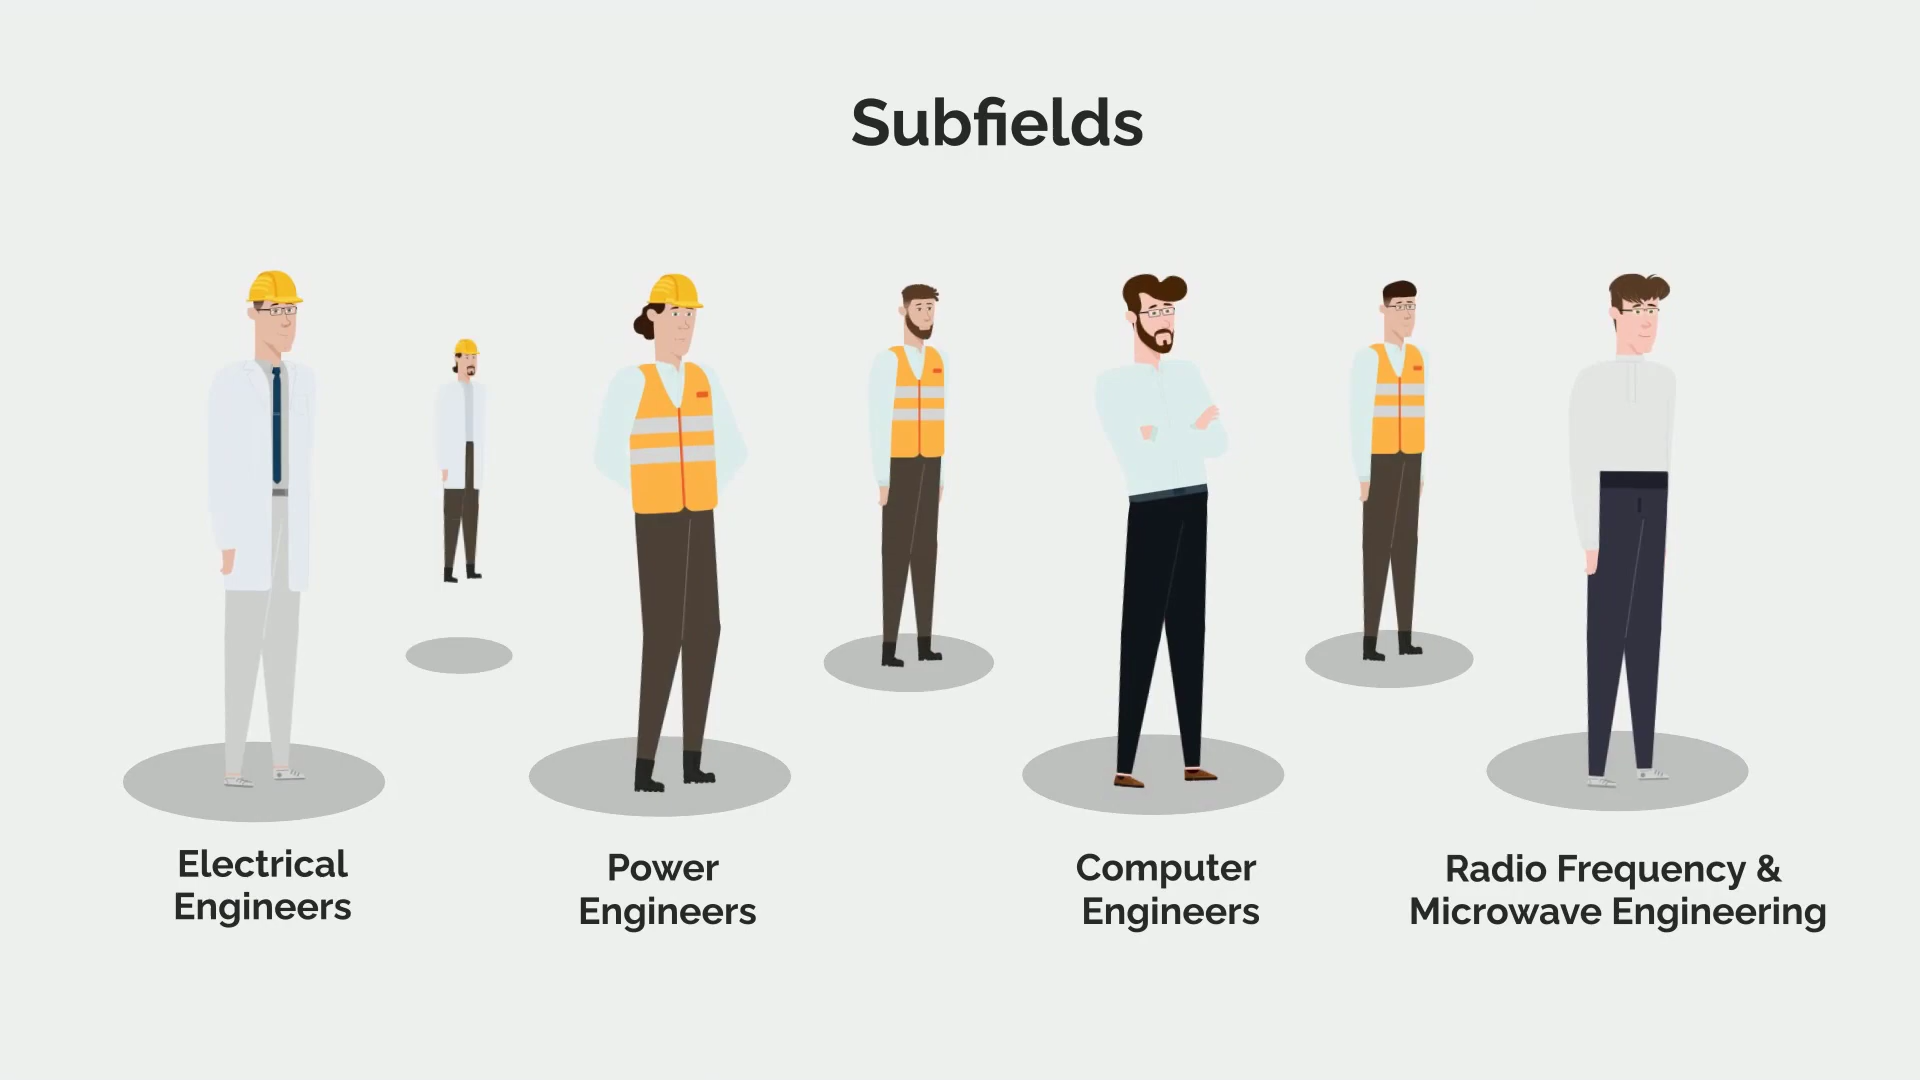 Subfields
Electrical
Engineers
Power
Engineers
Computer
Engineers
Radio Frequency &
Microwave Engineering